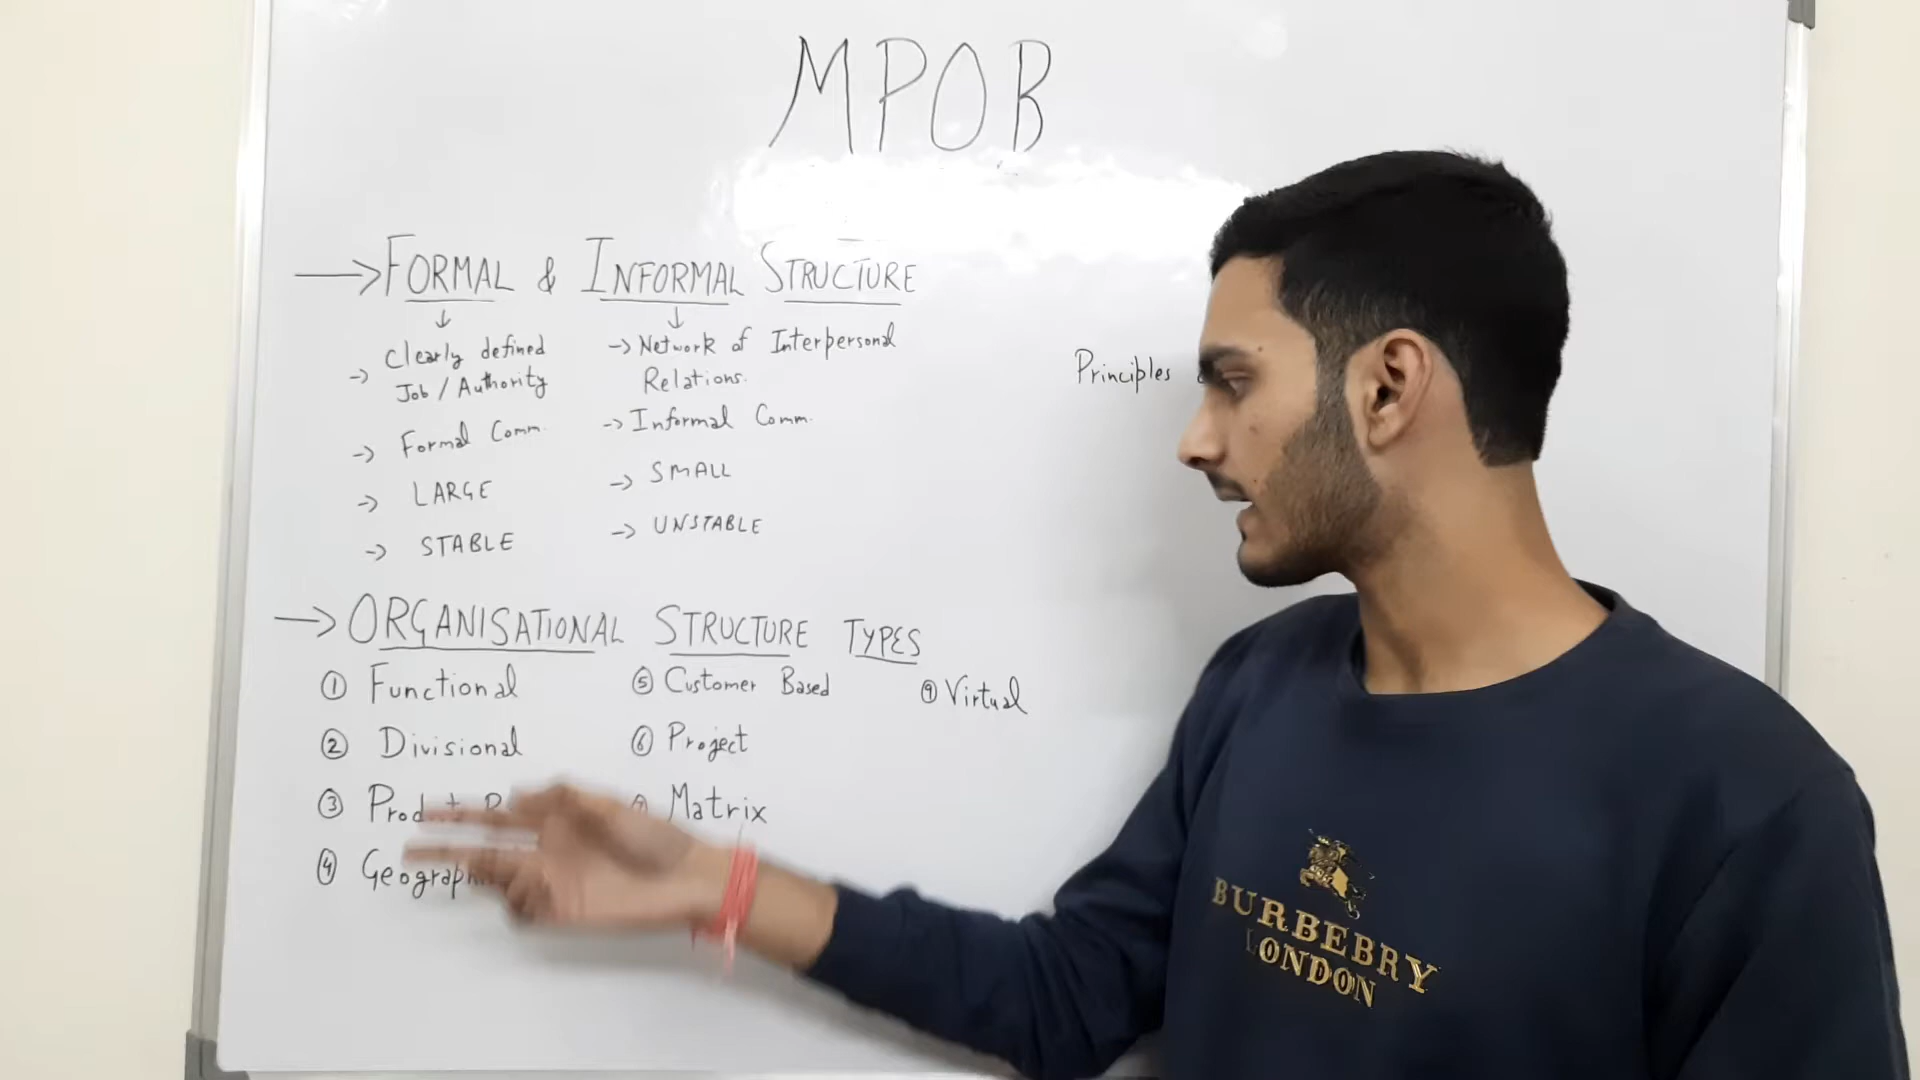 MPOB
→ FORMAL & INFORMAL STRUCTURE
↓
→ Clearly defined
Job / Authority
→ Formal Comm.
→ LARGE
→ STABLE
↓
→ Network of Interpersonal
Relations.
→ Informal Comm.
→ SMALL
→ UNSTABLE
Principles
→ ORGANISATIONAL STRUCTURE TYPES
① Functional
② Divisional
③
④
⑤ Customer Based
⑥ Project
Matrix
⑨ Virtual
BURBEBRY
LONDON